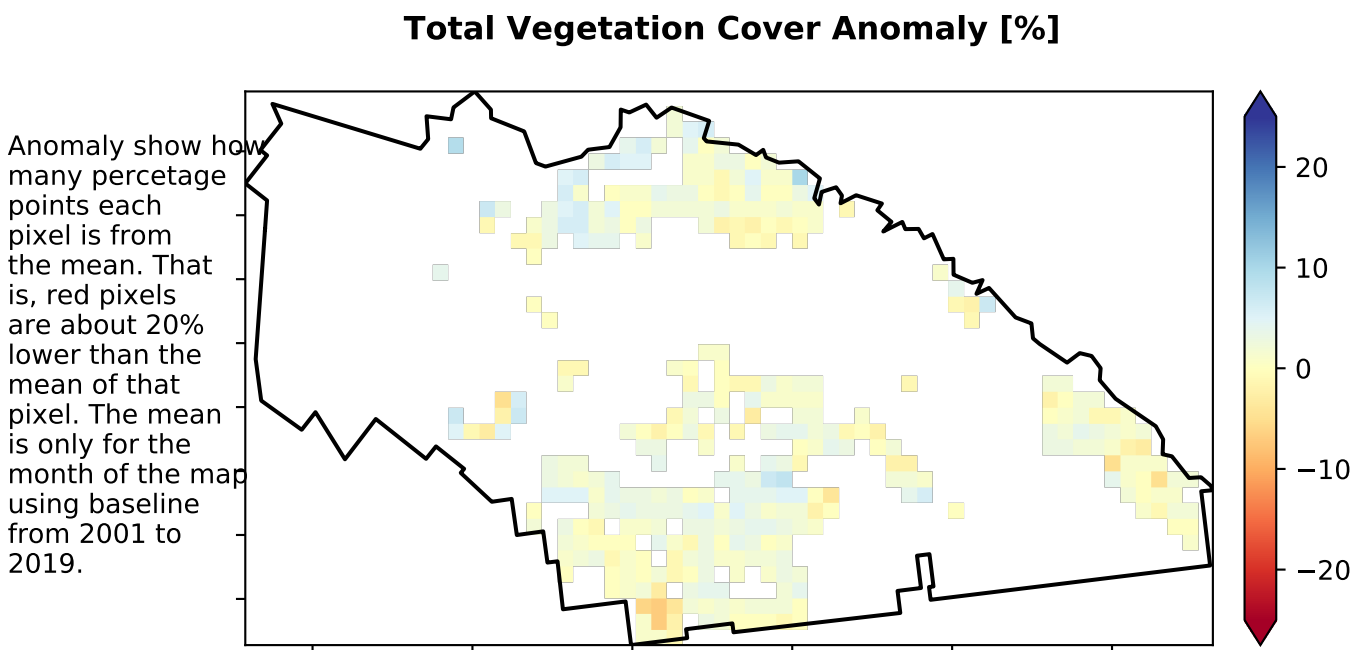 Total Vegetation Cover Anomaly [%]
Anomaly show how
many percetage
points each
pixel is from
the mean. That
is, red pixels
are about 20%
lower than the
mean of that
pixel. The mean
is only for the
month of the map
using baseline
from 2001 to
2019.
20
10
0
−10
−20